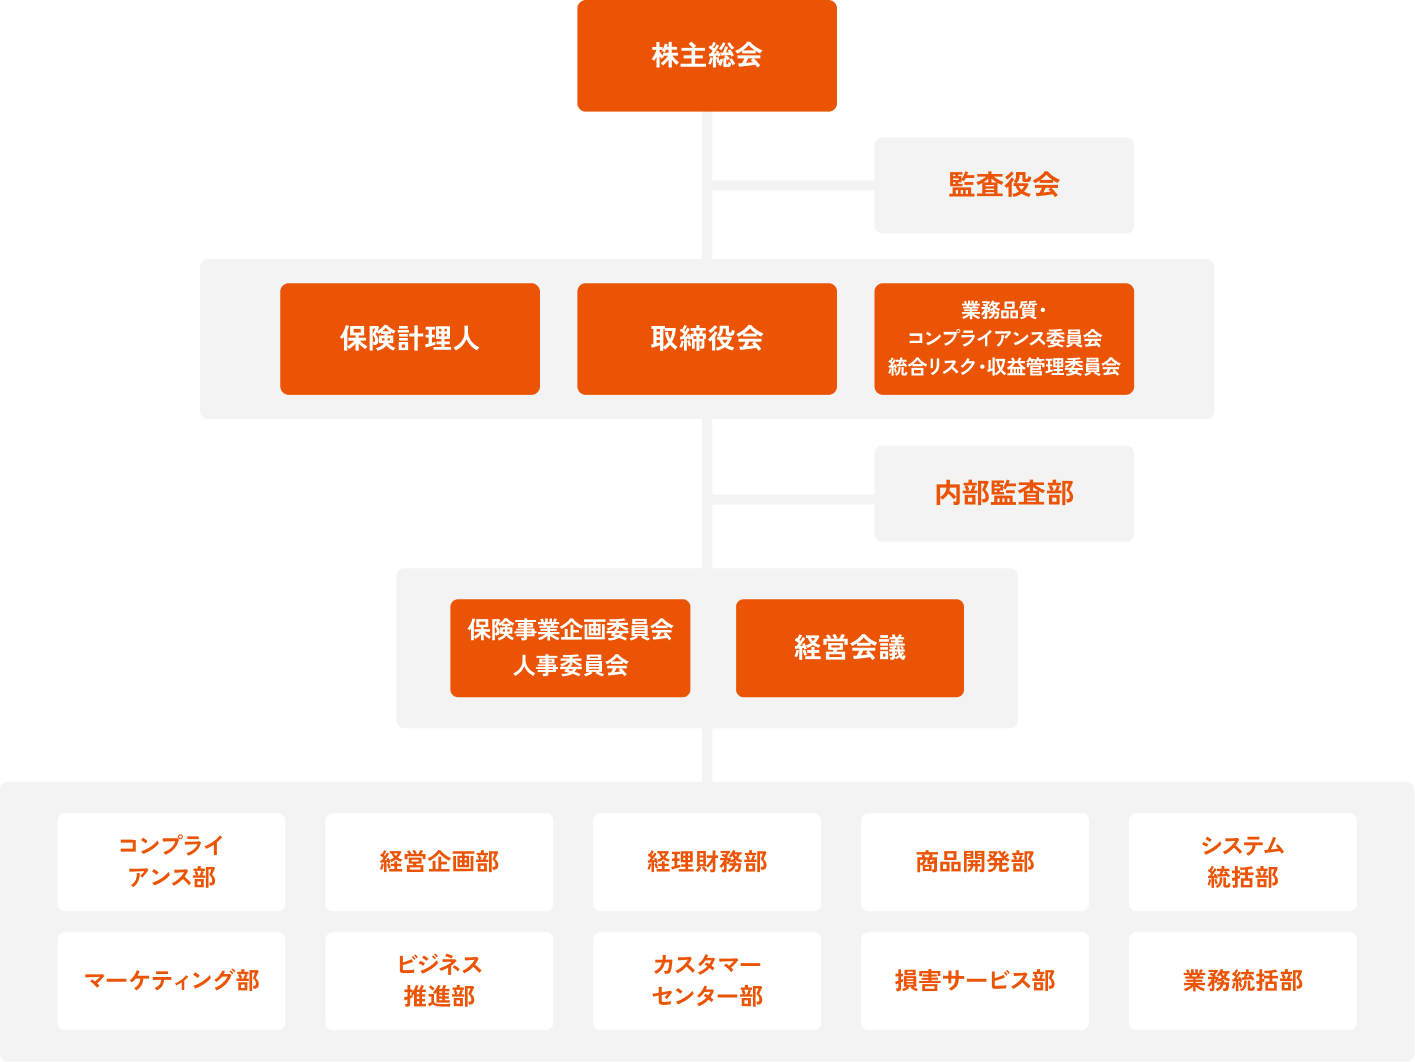 株主総会
監査役会
保険計理人
取締役会
業務品質・
コンプライアンス委員会
統合リスク・収益管理委員会
内部監査部
保険事業企画委員会
人事委員会
経営会議
コンプライ
アンス部
経営企画部
経理財務部
商品開発部
システム
統括部
マーケティング部
ビジネス
推進部
カスタマー
センター部
損害サービス部
業務統括部